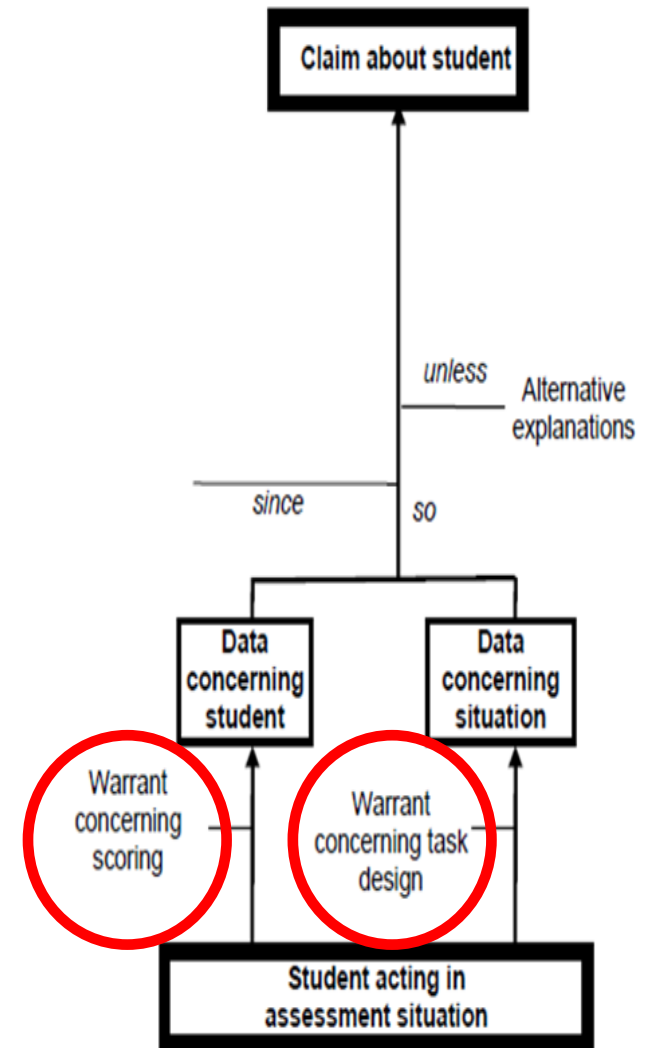 Claim about student
unless
Alternative
explanations
since
so
Data
concerning
student
Data
concerning
situation
Warrant
concerning
scoring
Warrant
concerning task
design
Student acting in
assessment situation